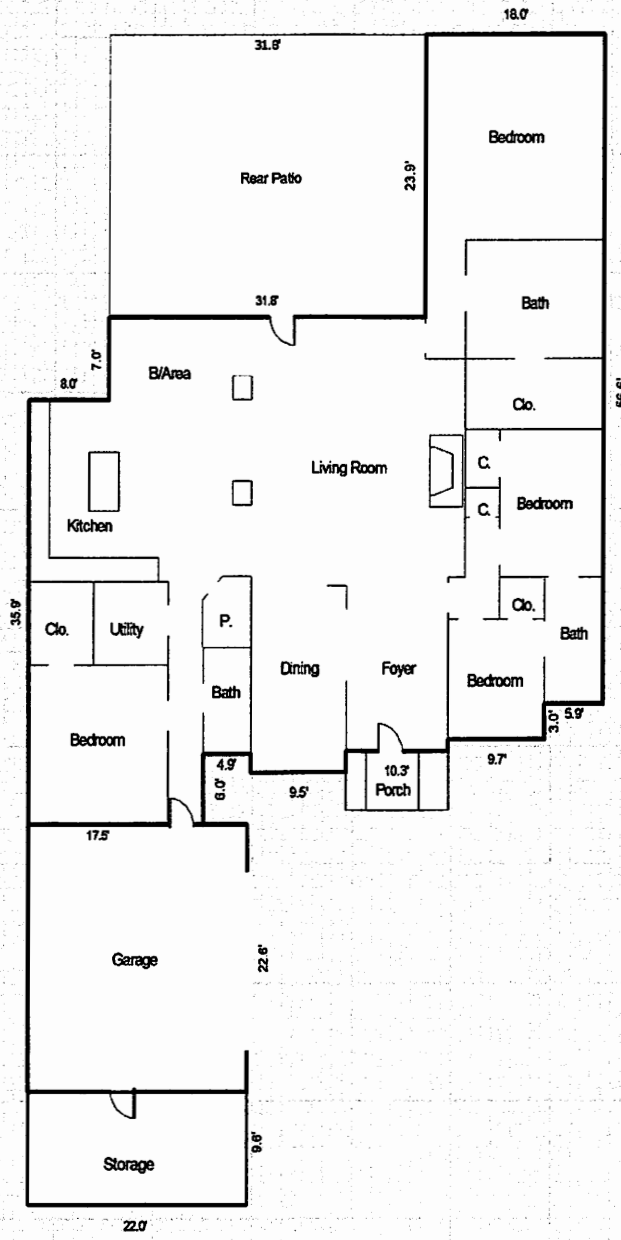 18.0'
31.8'
Bedroom
Rear Patio
23.9'
31.8'
Bath
7.0'
B/Area
8.0'
Clo.
Living Room
C.
C.
Bedroom
Kitchen
35.9'
Clo.
Utility
P.
Clo.
Bath
Dining
Foyer
Bath
Bedroom
Bedroom
5.9'
3.0'
4.9'
6.0'
9.5'
10.3'
Porch
9.7'
17.5'
Garage
22.6'
Storage
9.6'
22.0'